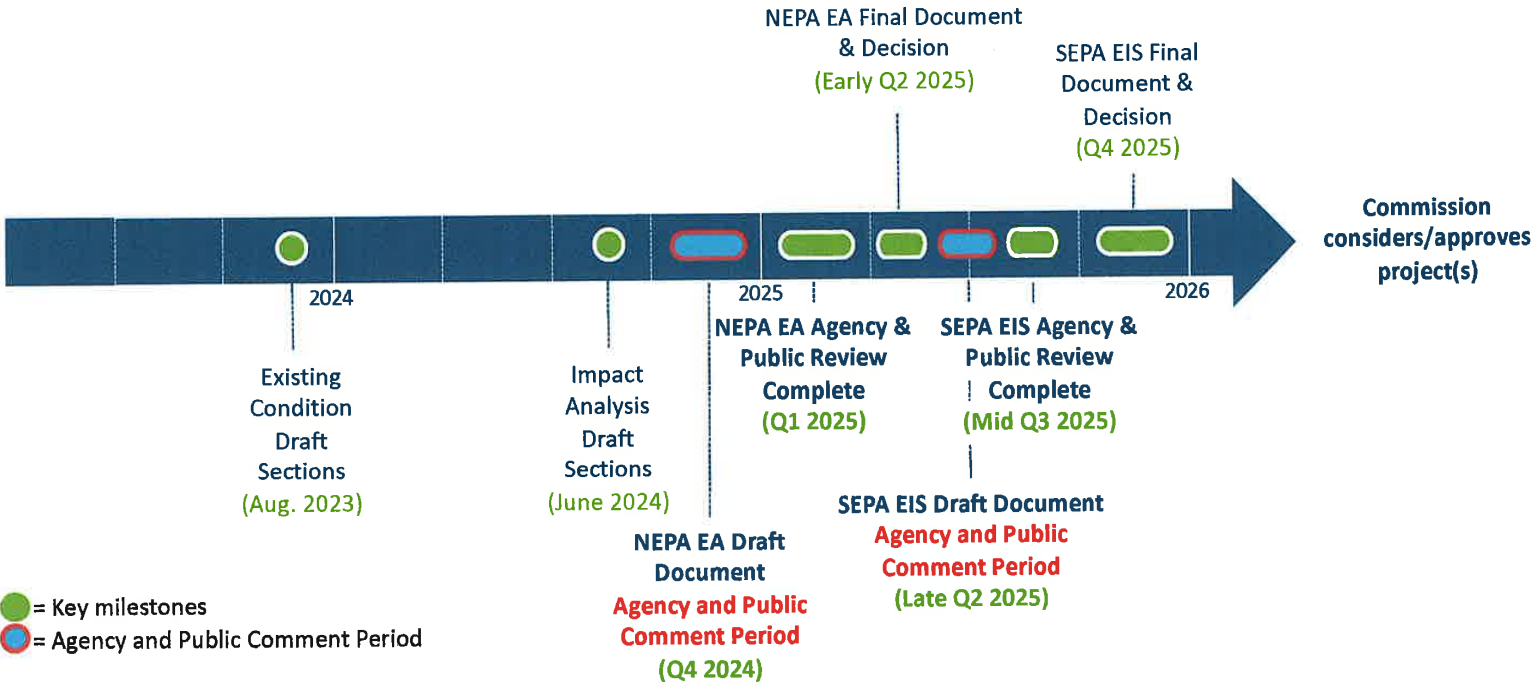 NEPA EA Final Document
& Decision
(Early Q2 2025)
SEPA EIS Final
Document &
Decision
(Q4 2025)
Commission
considers/approves
project(s)
2024
2025
2026
Existing
Condition
Draft
Sections
(Aug. 2023)
Impact
Analysis
Draft
Sections
(June 2024)
NEPA EA Draft
Document
Agency and Public
Comment Period
(Q4 2024)
NEPA EA Agency &
Public Review
Complete
(Q1 2025)
SEPA EIS Agency &
Public Review
Complete
(Mid Q3 2025)
SEPA EIS Draft Document
Agency and Public
Comment Period
(Late Q2 2025)
= Key milestones
= Agency and Public Comment Period